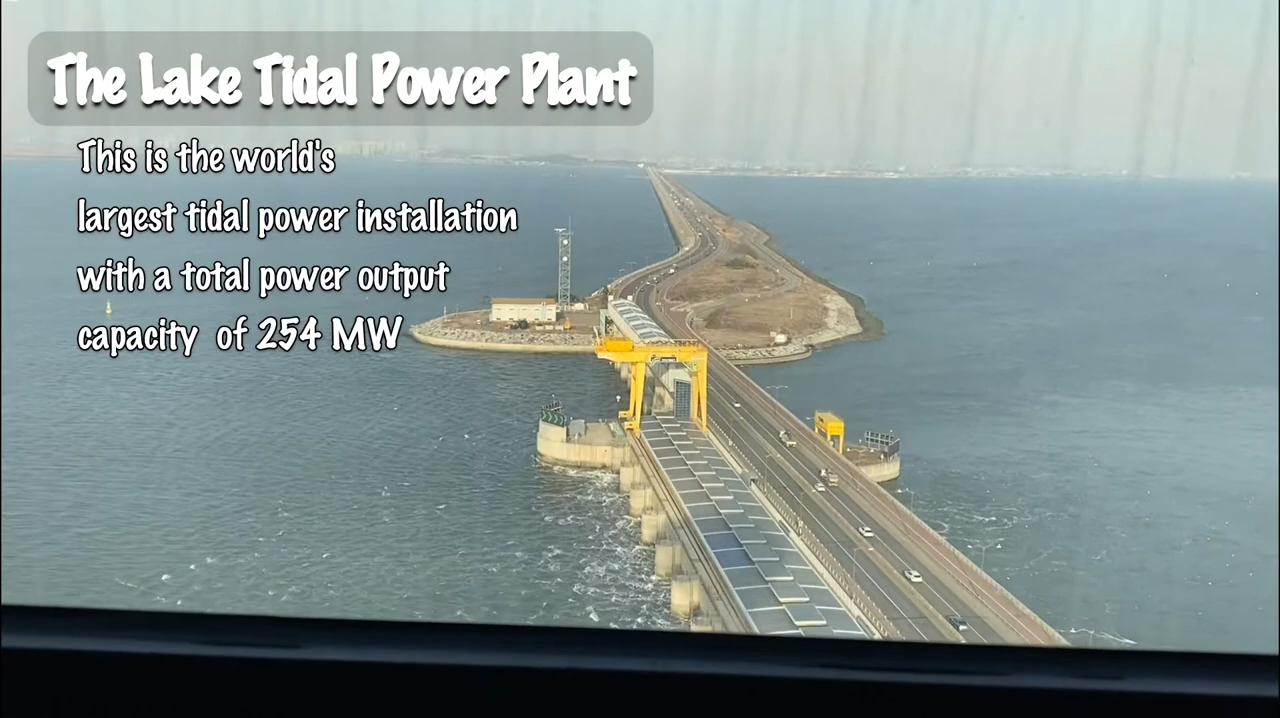 The Lake Tidal Power Plant
This is the world's
largest tidal power installation
with a total power output
capacity of 254 MW